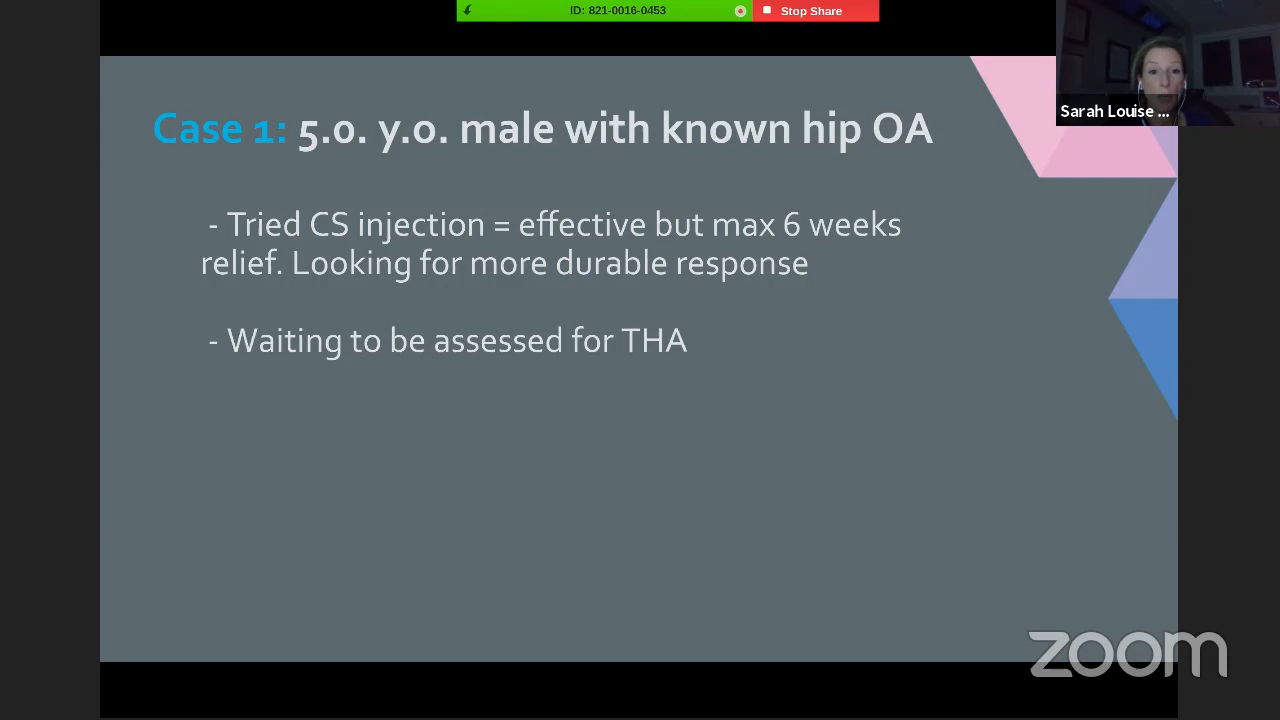 ID: 821-0016-0453
Stop Share
Sarah Louise ...
Case 1: 5.o. y.o. male with known hip OA
- Tried CS injection = effective but max 6 weeks
relief. Looking for more durable response
- Waiting to be assessed for THA
zoom